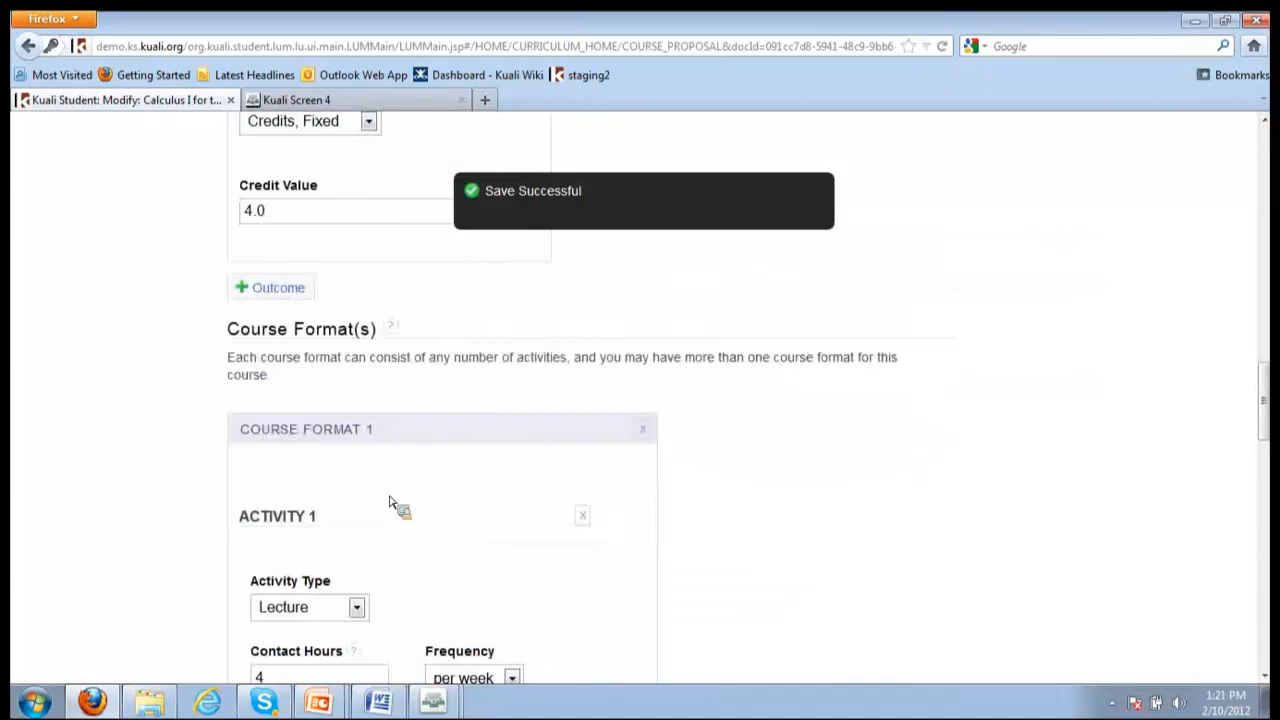 Firefox
demo.ks.kuali.org/org.kuali.student.lum.lu.ui.main.LUMMain/LUMMain.jsp#/HOME/CURRICULUM_HOME/COURSE_PROPOSAL&docId=091cc7d8-5941-48c9-9bb6-
Google
Most Visited Getting Started Latest Headlines Outlook Web App Dashboard - Kuali Wiki staging2 Bookmarks
Kuali Student: Modify: Calculus I for t... x Kuali Screen 4 x +
Credits, Fixed
Save Successful
Credit Value
4.0
Outcome
Course Format(s) ?
Each course format can consist of any number of activities, and you may have more than one course format for this
course.
COURSE FORMAT 1 x
ACTIVITY 1 x
Activity Type
Lecture
Contact Hours ? Frequency
4 per week
1:21 PM
2/10/2012